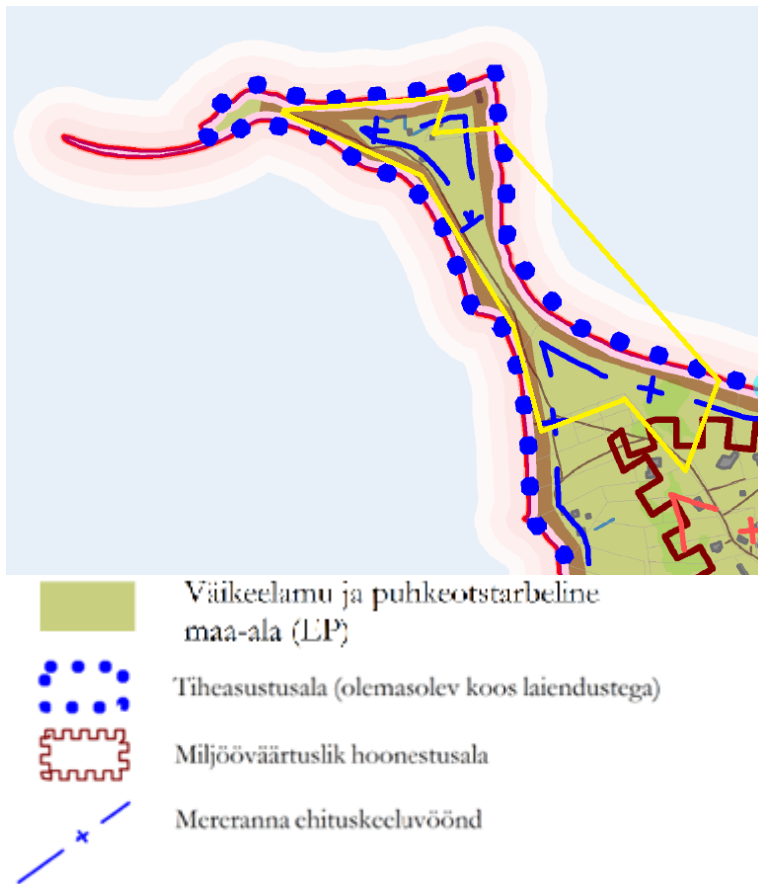 Väikeelamu ja puhkeotstarbeline
maa-ala (EP)
Tiheasustusala (olemasolev koos laiendustega)
Miljööväärtuslik hoonestusala
Mereranna ehituskeeluvöönd